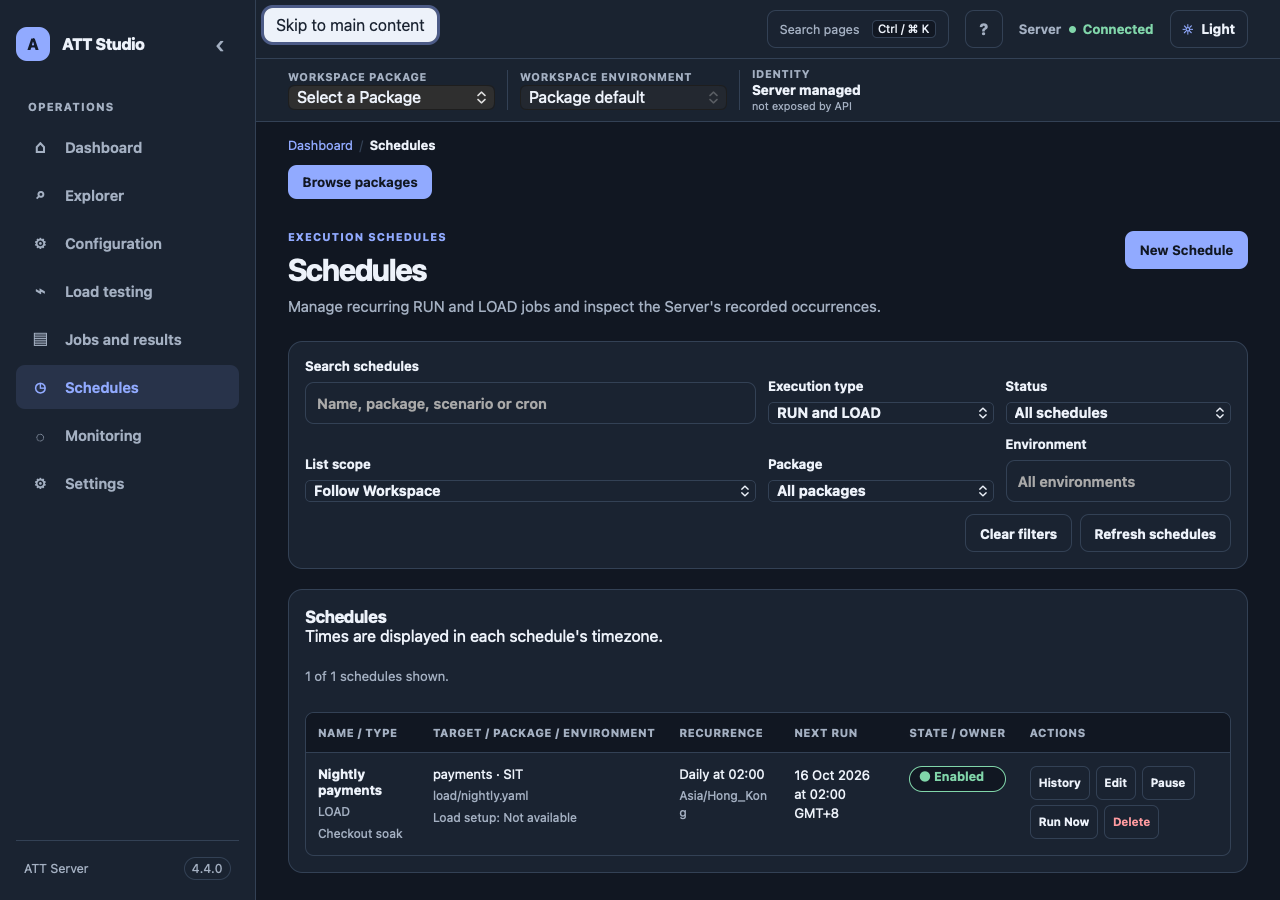 Skip to main content
A
ATT Studio
Search pages
Ctrl / ⌘ K
?
Server
Connected
Light
OPERATIONS
Dashboard
Explorer
Configuration
Load testing
Jobs and results
Schedules
Monitoring
Settings
ATT Server
4.4.0
WORKSPACE PACKAGE
Select a Package
WORKSPACE ENVIRONMENT
Package default
IDENTITY
Server managed
not exposed by API
Dashboard / Schedules
Browse packages
EXECUTION SCHEDULES
Schedules
New Schedule
Manage recurring RUN and LOAD jobs and inspect the Server's recorded occurrences.
Search schedules
Name, package, scenario or cron
Execution type
RUN and LOAD
Status
All schedules
List scope
Follow Workspace
Package
All packages
Environment
All environments
Clear filters
Refresh schedules
Schedules
Times are displayed in each schedule's timezone.
1 of 1 schedules shown.
NAME / TYPE
TARGET / PACKAGE / ENVIRONMENT
RECURRENCE
NEXT RUN
STATE / OWNER
ACTIONS
Nightly
payments
LOAD
Checkout soak
payments · SIT
load/nightly.yaml
Load setup: Not available
Daily at 02:00
Asia/Hong_Kon
g
16 Oct 2026
at 02:00
GMT+8
Enabled
History
Edit
Pause
Run Now
Delete